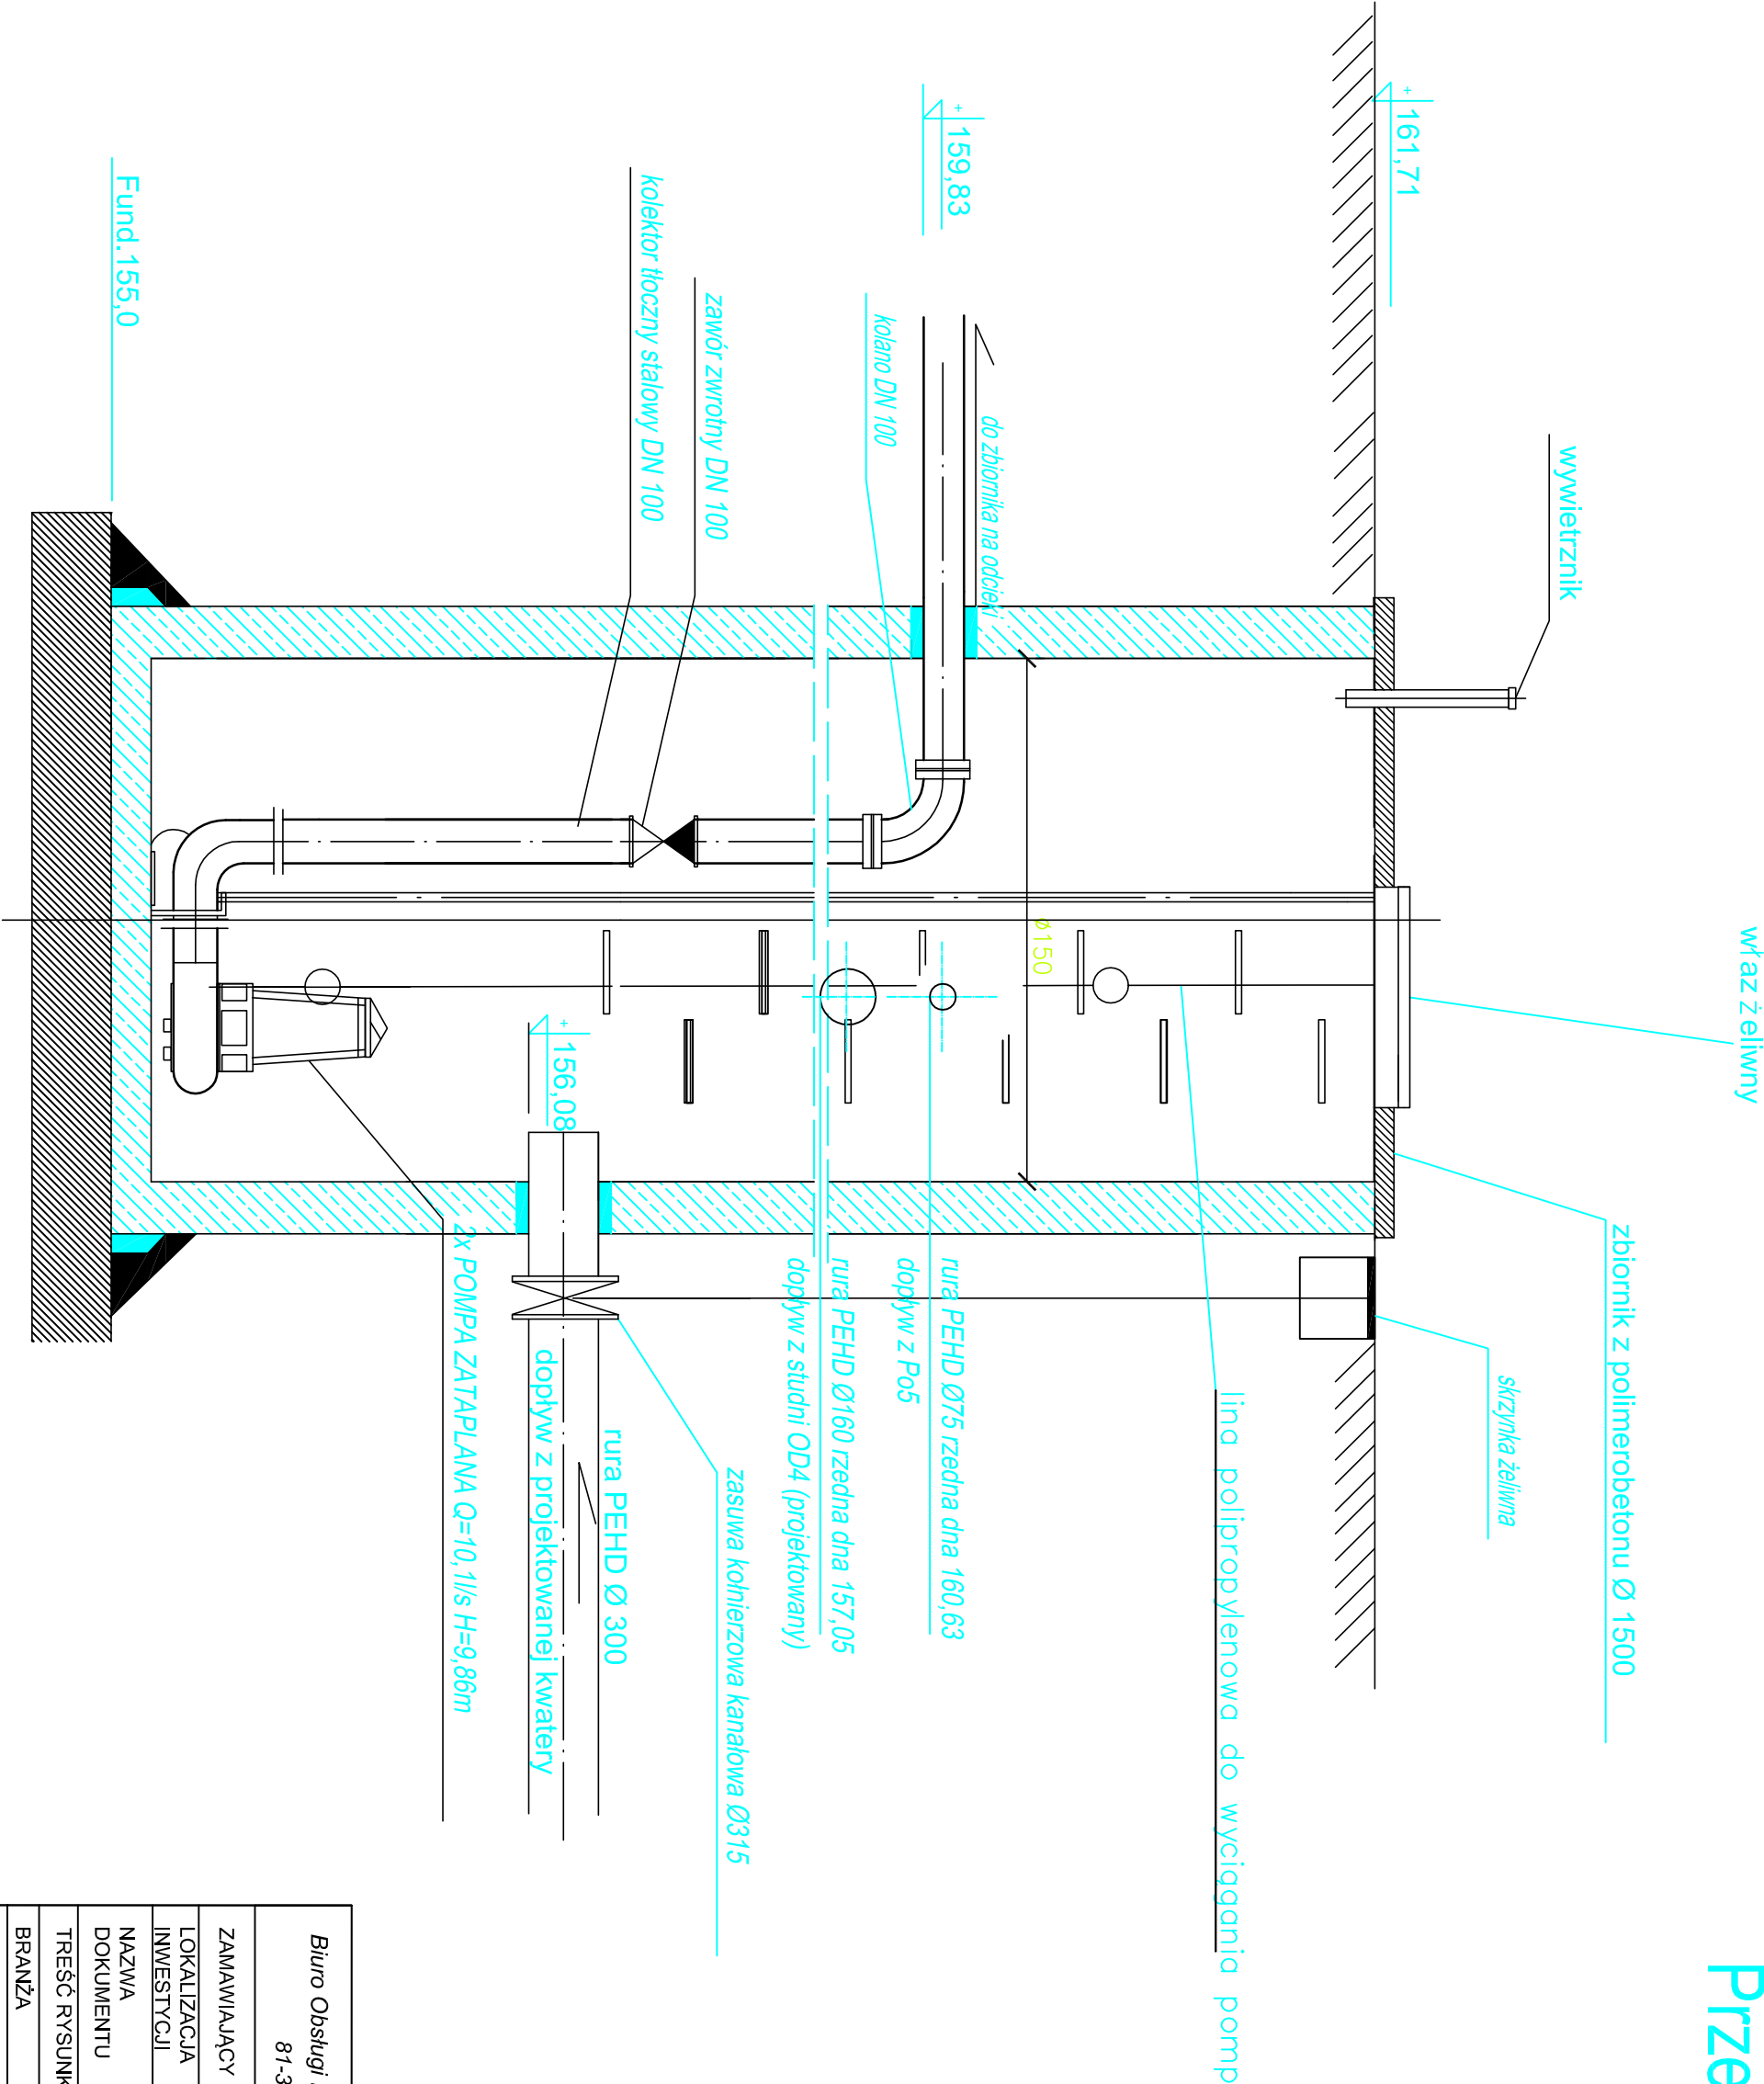 Prze
właz żeliwny
zbiornik z polimerobetonu Ø 1500
wywietrznik
skrzynka żeliwna
+
161,71
lina polipropylenowa do wyciągania pomp
ø150
do zbiornika na odcieki
+
159,83
rura PEHD Ø75 rzedna dna 160,63
dopływ z Po5
kolano DN 100
rura PEHD Ø160 rzedna dna 157,05
dopływ z studni OD4 (projektowany)
zasuwa kołnierzowa kanałowa Ø315
zawór zwrotny DN 100
kolektor tłoczny stalowy DN 100
rura PEHD Ø 300
+
156,08
dopływ z projektowanej kwatery
2x POMPA ZATAPLANA Q=10,1l/s H=9,86m
Fund.155,0
Biuro Obsługi
81-3
ZAMAWIAJĄCY
LOKALIZACJA
INWESTYCJI
NAZWA
DOKUMENTU
TREŚĆ RYSUNK
BRANŻA